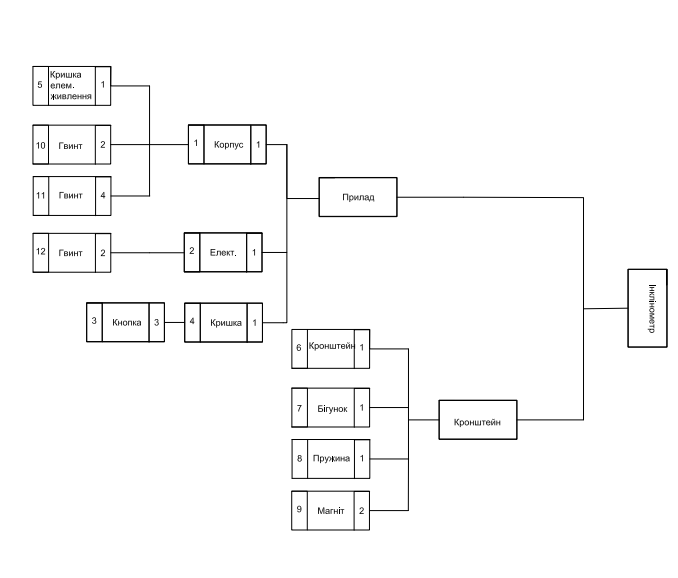 5 Кришка 1
елем.
живлення
10 Гвинт 2
1 Корпус 1
11 Гвинт 4
Прилад
12 Гвинт 2
2 Елект. 1
Інклінометр
3 Кнопка 3
4 Кришка 1
6 Кронштейн 1
7 Бігунок 1
Кронштейн
8 Пружина 1
9 Магніт 2